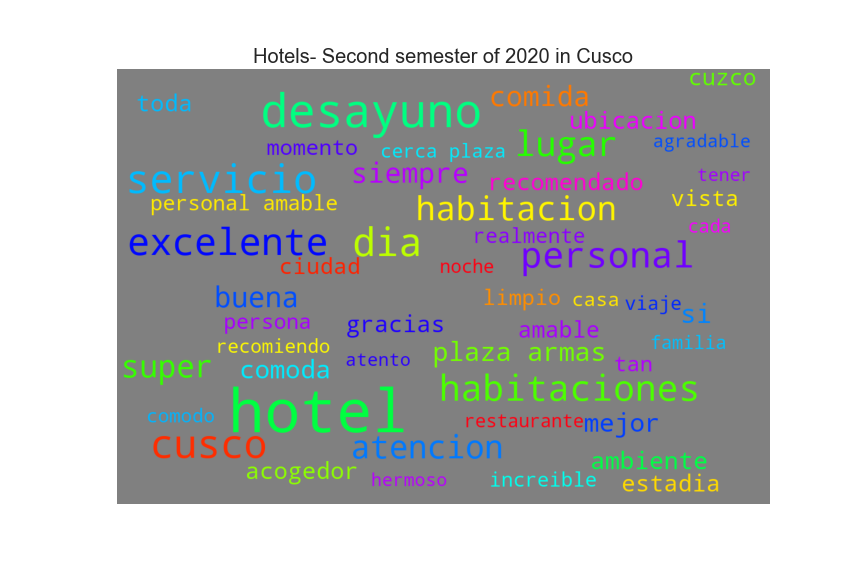 Hotels- Second semester of 2020 in Cusco
cuzco
toda
desayuno
comida
ubicacion
momento
cerca plaza
lugar
agradable
servicio
siempre
recomendado
tener
personal amable
habitacion
vista
excelente
dia
realmente
personal
cada
ciudad
noche
buena
limpio
casa
viaje
si
persona
gracias
amable
familia
recomiendo
atento
plaza armas
tan
super
comoda
habitaciones
comodo
hotel
restaurante
mejor
cusco
atencion
ambiente
acogedor
hermoso
increible
estadia